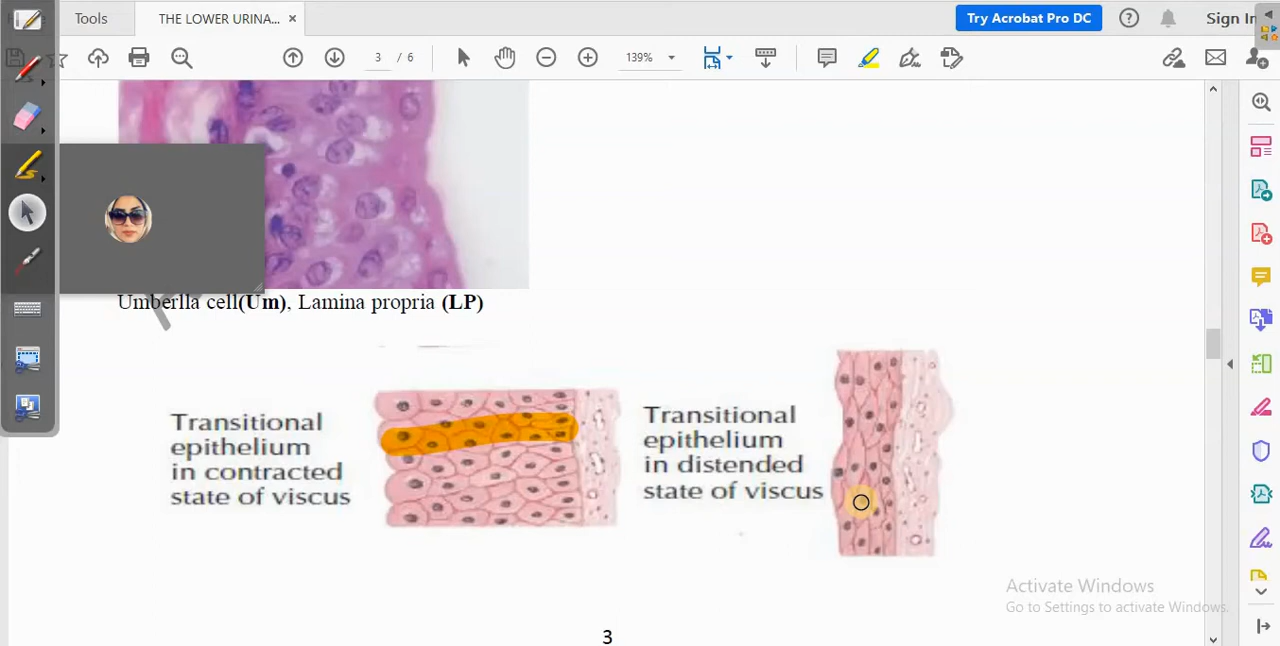 Tools
THE LOWER URINA...
Try Acrobat Pro DC
Sign In
3 / 6
139%
Umberlla cell(Um), Lamina propria (LP)
Transitional
epithelium
in contracted
state of viscus
Transitional
epithelium
in distended
state of viscus
Activate Windows
Go to Settings to activate Windows.
3